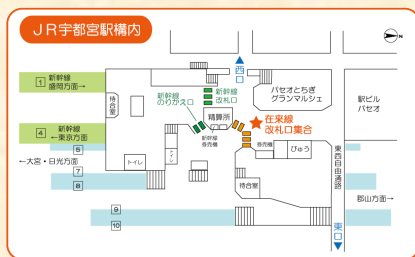 JR宇都宮駅構内
西口
1 新幹線
盛岡方面→
待合室
新幹線
のりかえ口
新幹線
改札口
精算所
パセオとちぎ
グランマルシェ
駅ビル
パセオ
在来線
改札口集合
4 ←新幹線
←東京方面
5
←大宮・日光方面
7
8
トイレ
トイレ
新幹線
券売機
券売機
びゅう
待合室
東西自由通路
郡山方面→
9
10
東口